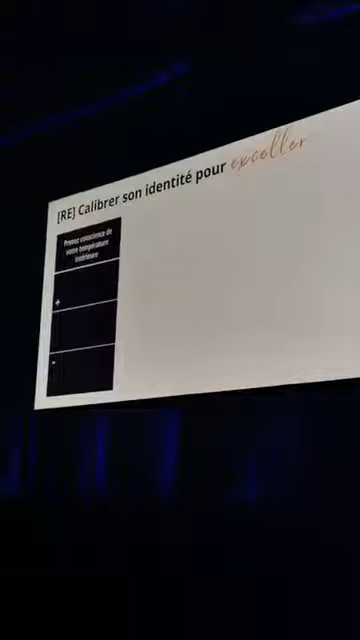 [RE] Calibrer son identité pour exceller
Prenez conscience de
votre température
intérieure
+
-